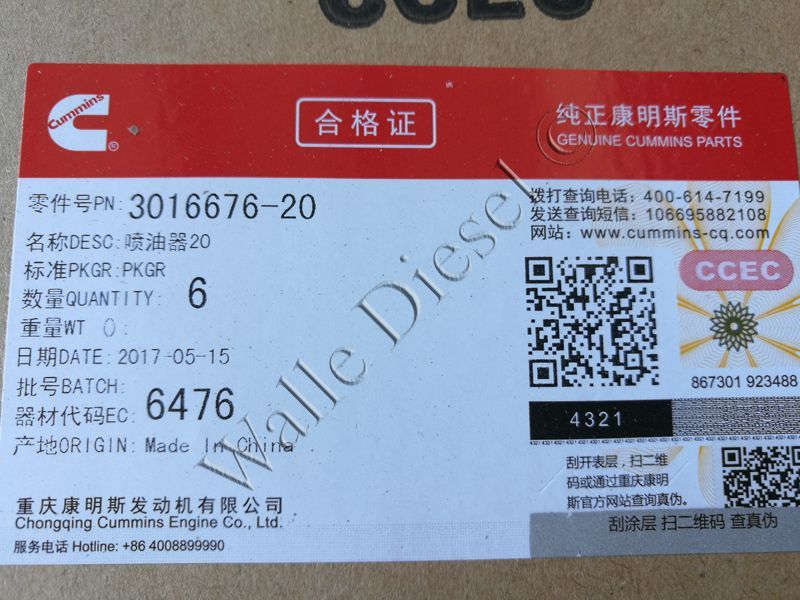 CCEC
Cummins
合格证
纯正康明斯零件
GENUINE CUMMINS PARTS
零件号PN: 3016676-20
名称DESC:喷油器20
标准PKGR:PKGR
数量QUANTITY: 6
重量WT 0:
日期DATE: 2017-05-15
批号BATCH:
器材代码EC: 6476
产地ORIGIN: Made In China
重庆康明斯发动机有限公司
Chongqing Cummins Engine Co., Ltd.
服务电话 Hotline: +86 4008899990
拨打查询电话：400-614-7199
发送查询短信：106695882108
网站：www.cummins-cq.com
CCEC
867301 923488
4321
刮开表层，扫二维
码或通过重庆康明
斯官方网站查询真伪。
刮涂层 扫二维码 查真伪
Walle Diesel